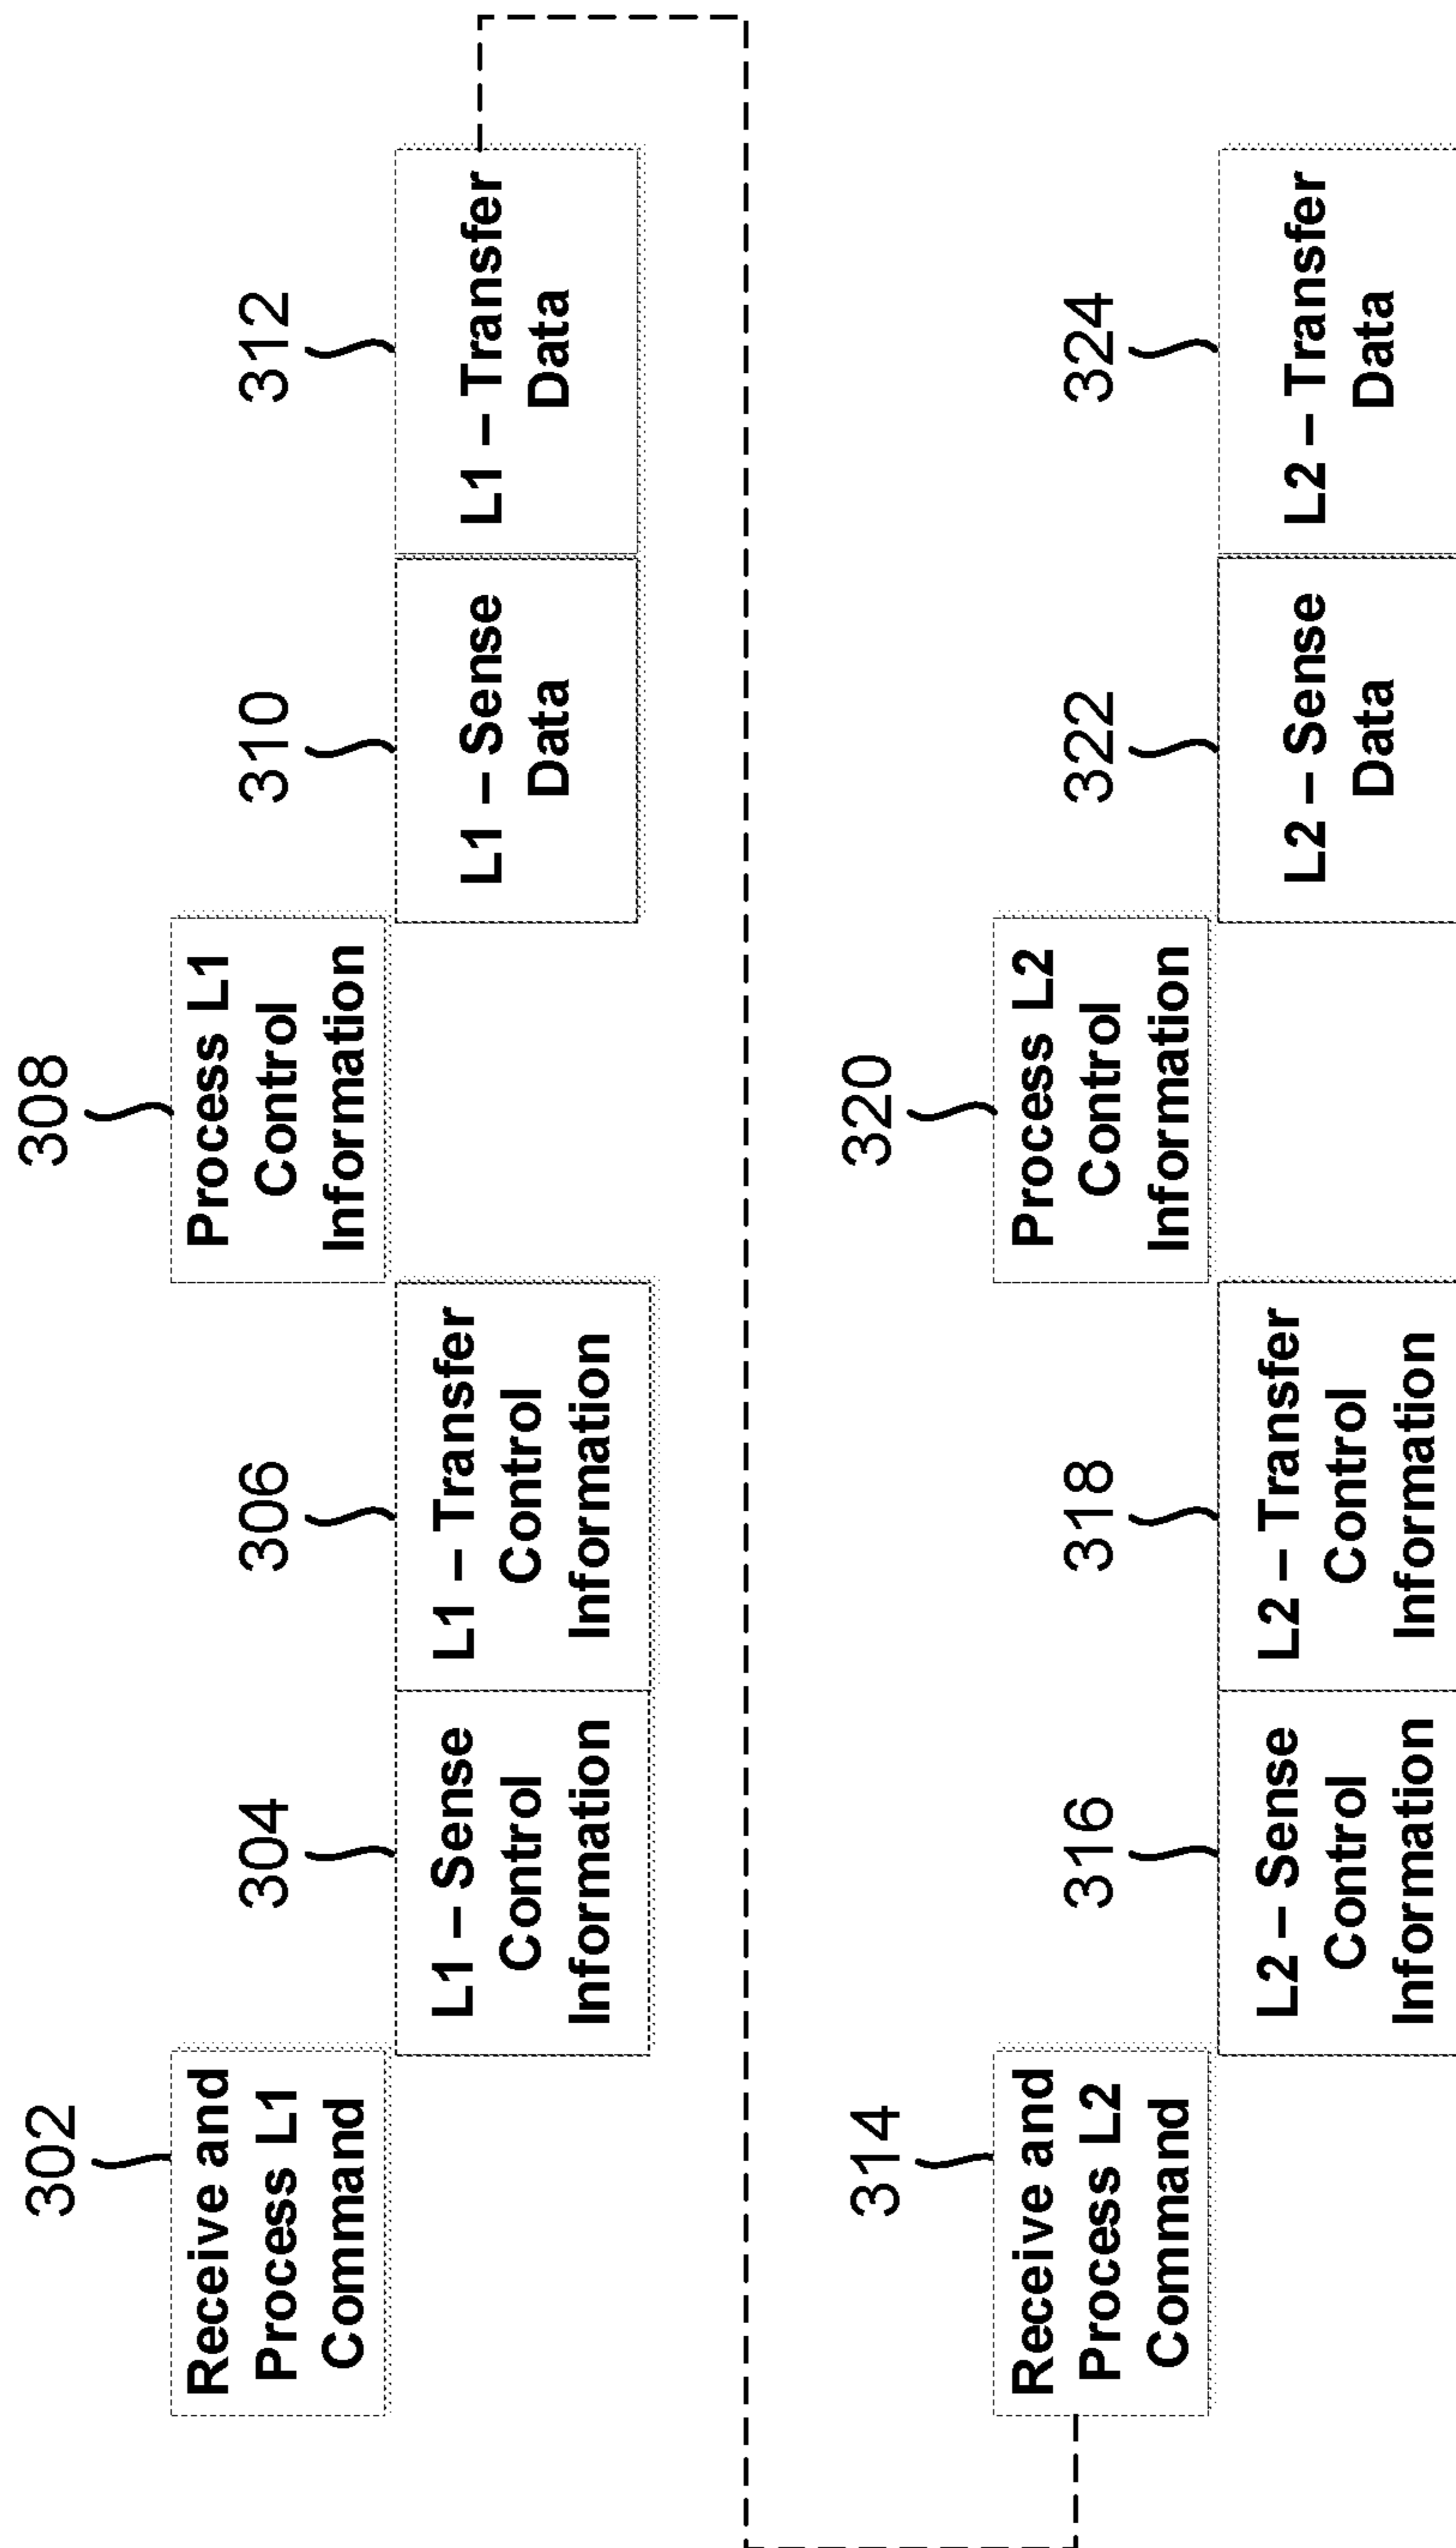 302
Receive and
Process L1
Command
304
L1 – Sense
Control
Information
306
L1 – Transfer
Control
Information
308
Process L1
Control
Information
310
L1 – Sense
Data
312
L1 – Transfer
Data
314
Receive and
Process L2
Command
316
L2 – Sense
Control
Information
318
L2 – Transfer
Control
Information
320
Process L2
Control
Information
322
L2 – Sense
Data
324
L2 – Transfer
Data